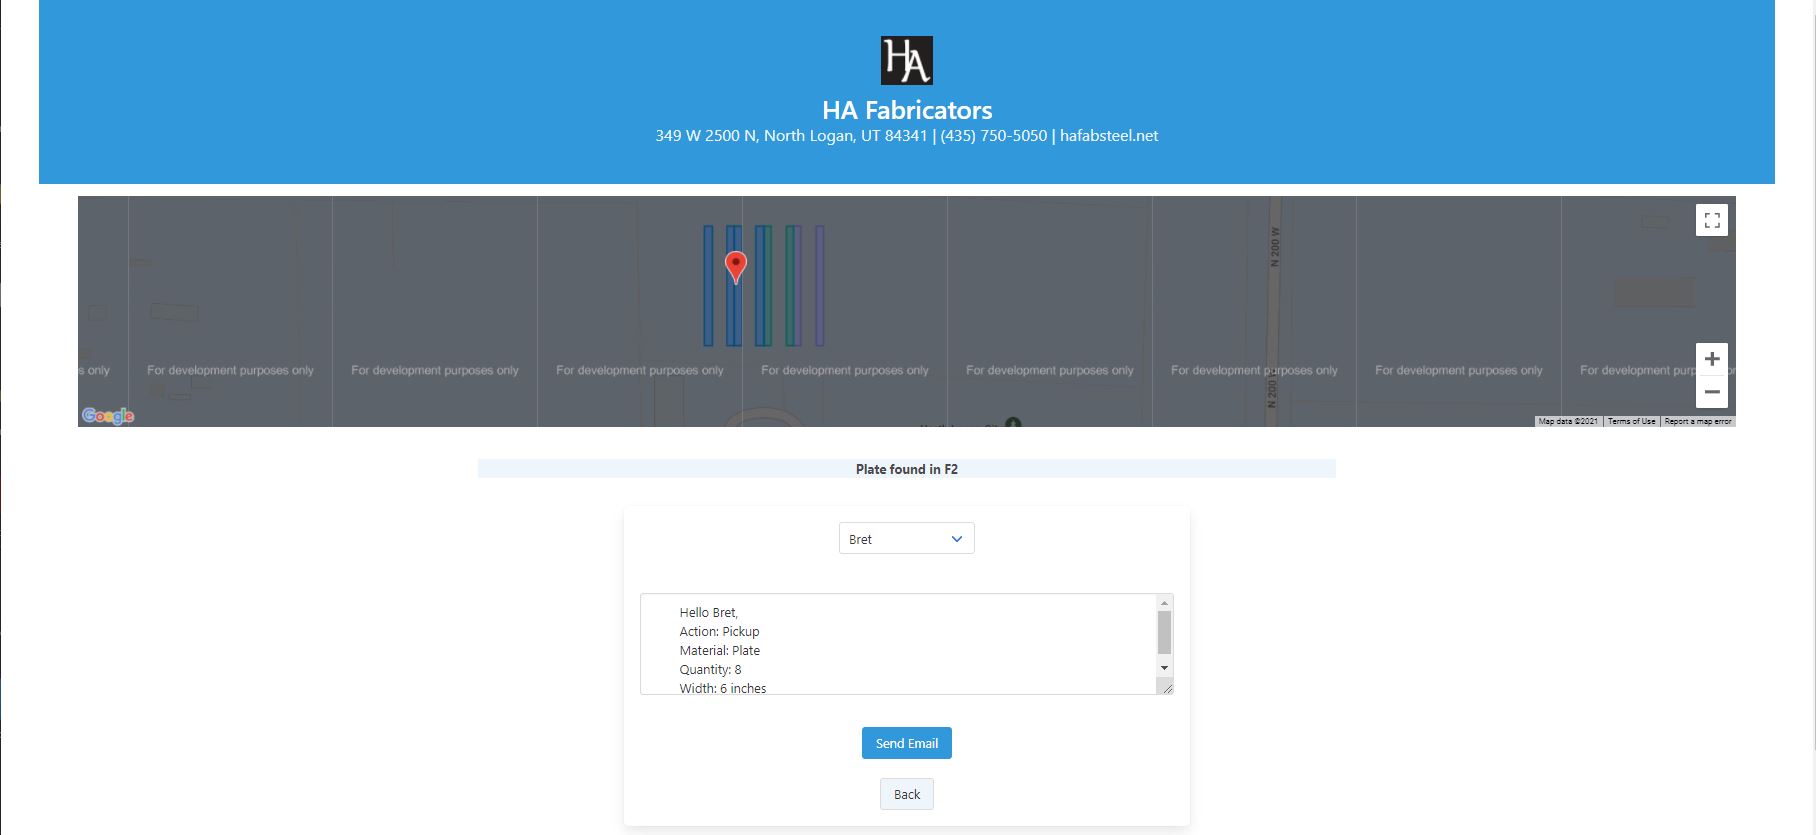 HA
HA Fabricators
349 W 2500 N, North Logan, UT 84341 | (435) 750-5050 | hafabsteel.net
N 200 W
s only
For development purposes only
For development purposes only
For development purposes only
For development purposes only
For development purposes only
For development purposes only
For development purposes only
For development purp
N 200
Google
Map data ©2021
Terms of Use
Report a map error
Plate found in F2
Bret
Hello Bret,
Action: Pickup
Material: Plate
Quantity: 8
Width: 6 inches
Send Email
Back